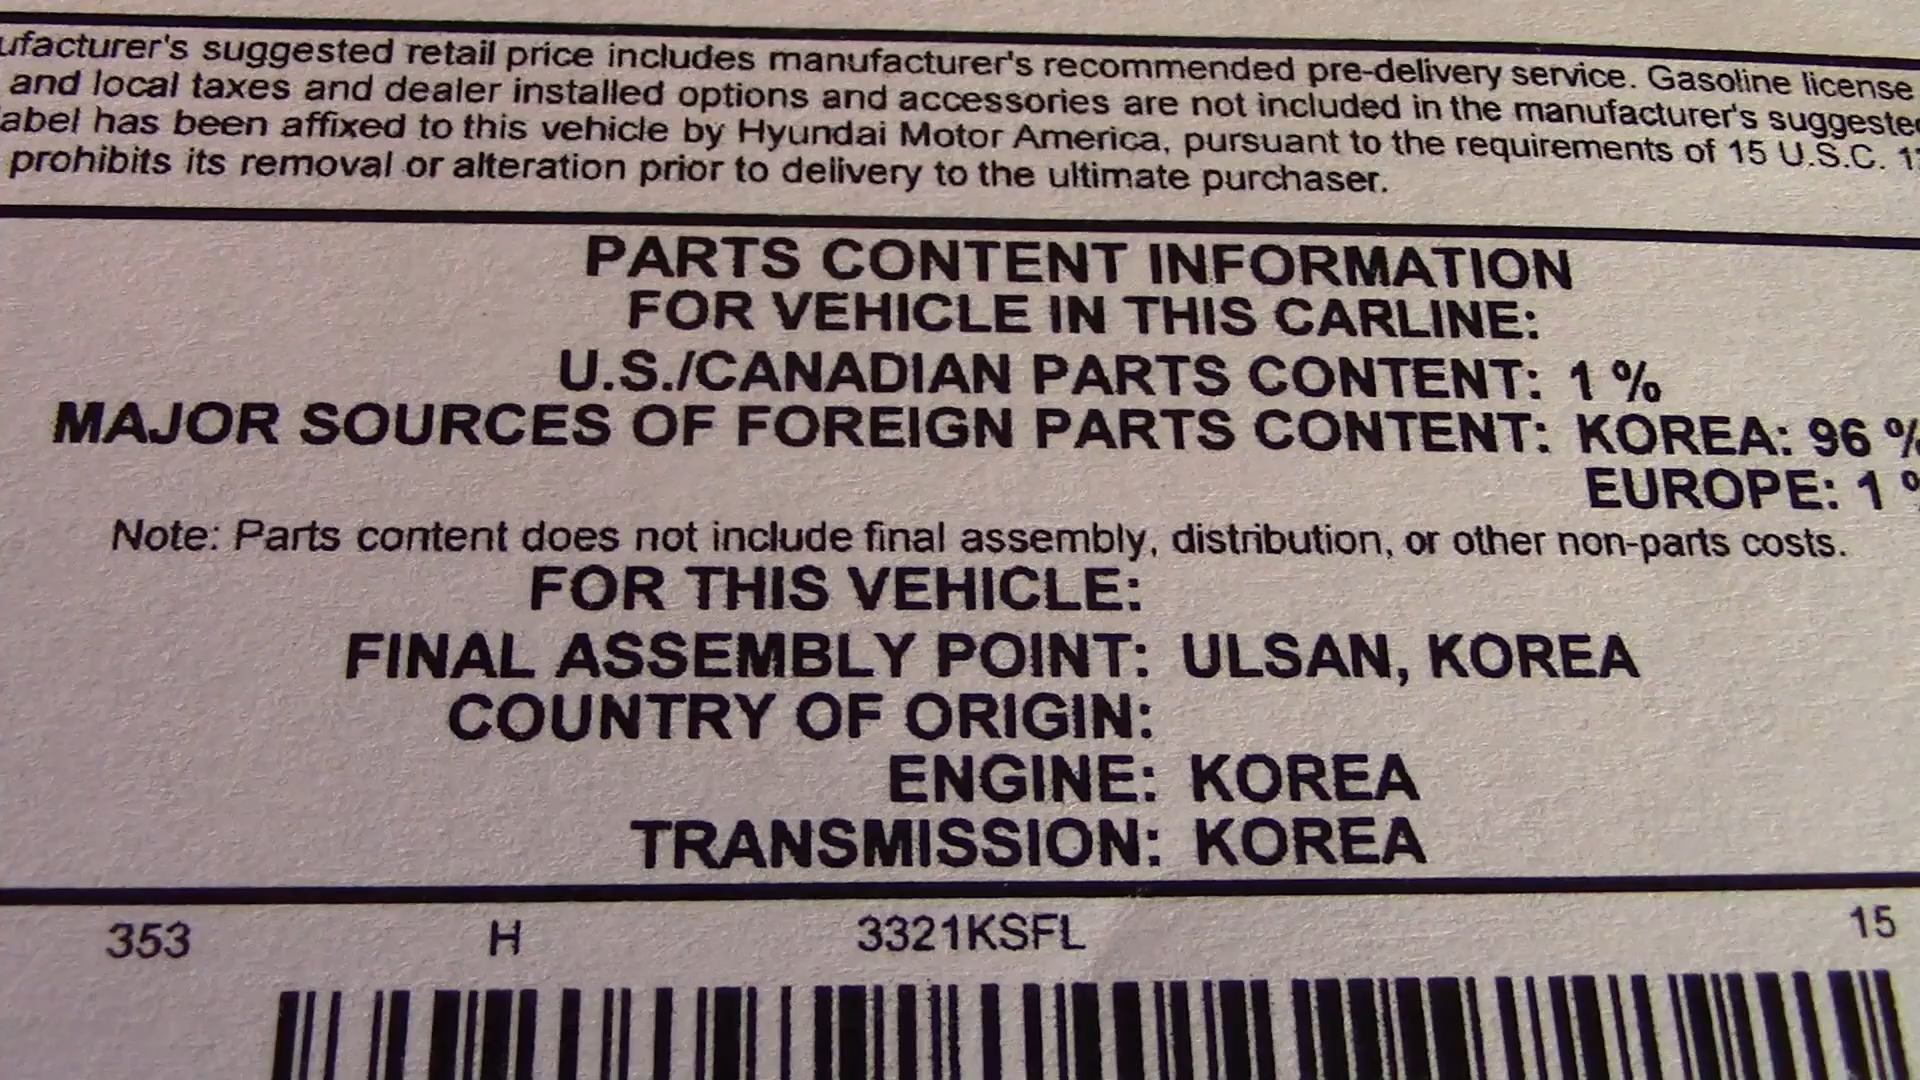 ufacturer's suggested retail price includes manufacturer's recommended pre-delivery service. Gasoline license
and local taxes and dealer installed options and accessories are not included in the manufacturer's suggeste
abel has been affixed to this vehicle by Hyundai Motor America, pursuant to the requirements of 15 U.S.C. 1
prohibits its removal or alteration prior to delivery to the ultimate purchaser.
PARTS CONTENT INFORMATION
FOR VEHICLE IN THIS CARLINE:
U.S./CANADIAN PARTS CONTENT: 1 %
MAJOR SOURCES OF FOREIGN PARTS CONTENT: KOREA: 96 %
EUROPE: 1 %
Note: Parts content does not include final assembly, distribution, or other non-parts costs.
FOR THIS VEHICLE:
FINAL ASSEMBLY POINT: ULSAN, KOREA
COUNTRY OF ORIGIN:
ENGINE: KOREA
TRANSMISSION: KOREA
353 H 3321KSFL 15